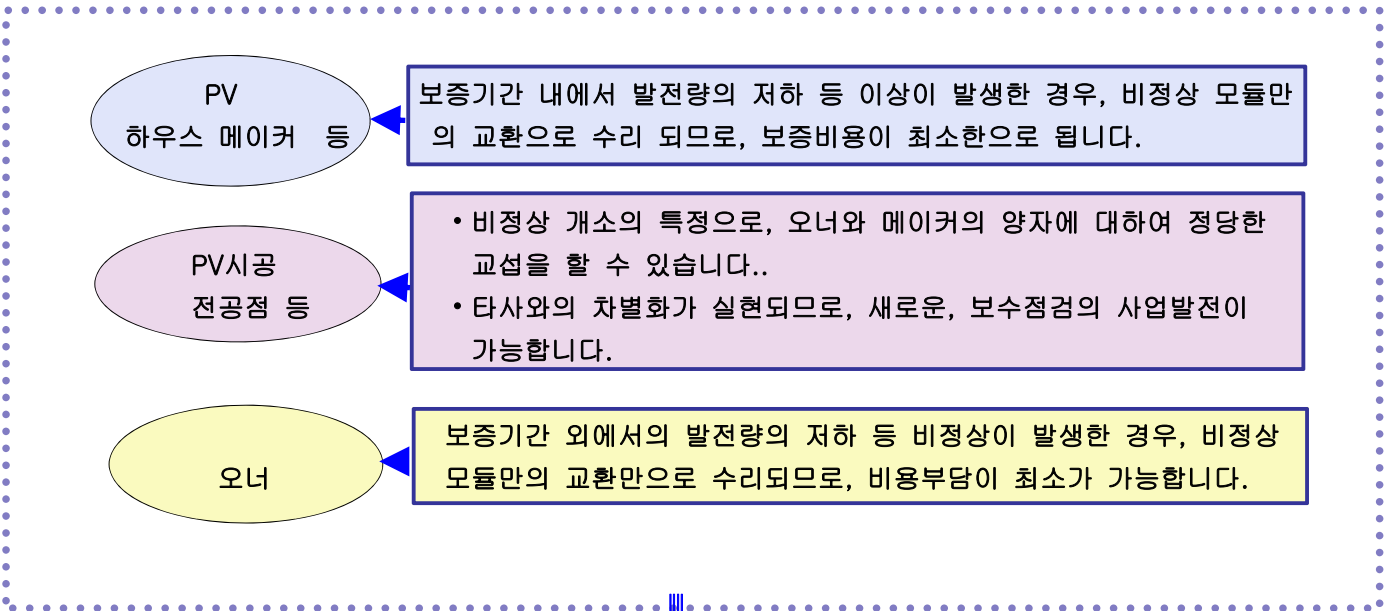 PV
하우스 메이커 등
보증기간 내에서 발전량의 저하 등 이상이 발생한 경우, 비정상 모듈만
의 교환으로 수리 되므로, 보증비용이 최소한으로 됩니다.
PV시공
전공점 등
•비정상 개소의 특정으로, 오너와 메이커의 양자에 대하여 정당한
교섭을 할 수 있습니다..
•타사와의 차별화가 실현되므로, 새로운, 보수점검의 사업발전이
가능합니다.
오너
보증기간 외에서의 발전량의 저하 등 비정상이 발생한 경우, 비정상
모듈만의 교환만으로 수리되므로, 비용부담이 최소가 가능합니다.